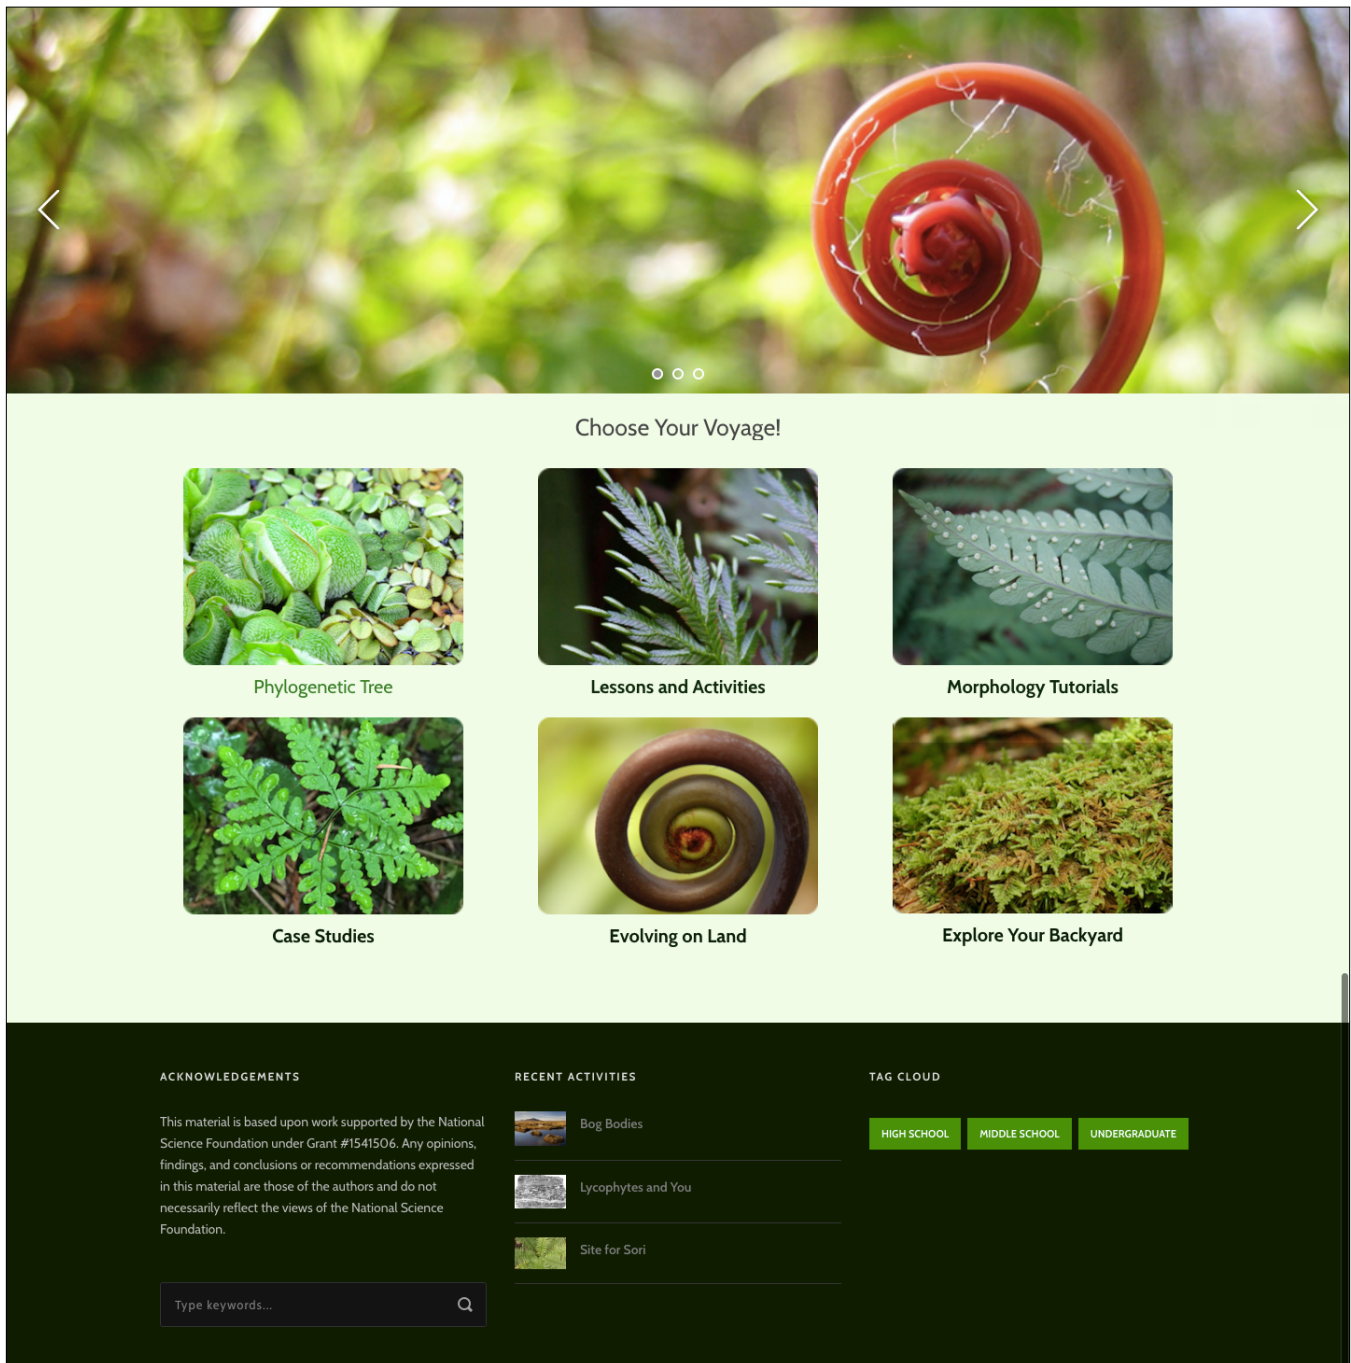 Choose Your Voyage!
Phylogenetic Tree
Lessons and Activities
Morphology Tutorials
Case Studies
Evolving on Land
Explore Your Backyard
ACKNOWLEDGEMENTS
This material is based upon work supported by the National
Science Foundation under Grant #1541506. Any opinions,
findings, and conclusions or recommendations expressed
in this material are those of the authors and do not
necessarily reflect the views of the National Science
Foundation.
Type keywords...
RECENT ACTIVITIES
Bog Bodies
Lycophytes and You
Site for Sori
TAG CLOUD
HIGH SCHOOL
MIDDLE SCHOOL
UNDERGRADUATE